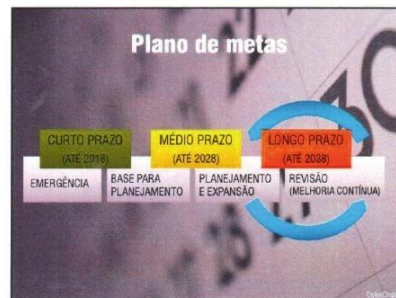 Plano de metas
CURTO PRAZO
(ATÉ 2018)
MÉDIO PRAZO
(ATÉ 2028)
LONGO PRAZO
(ATÉ 2038)
EMERGÊNCIA
BASE PARA
PLANEJAMENTO
PLANEJAMENTO
E EXPANSÃO
REVISÃO
(MELHORIA CONTÍNUA)
30